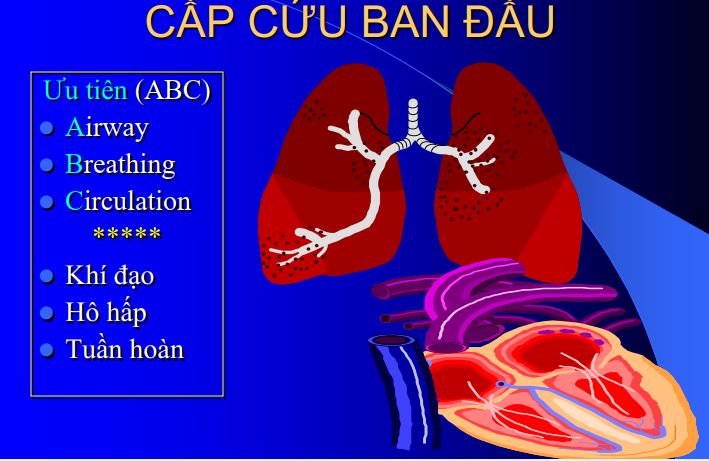 CẤP CỨU BAN ĐẦU
Ưu tiên (ABC)
Airway
Breathing
Circulation
*****
Khí đạo
Hô hấp
Tuần hoàn